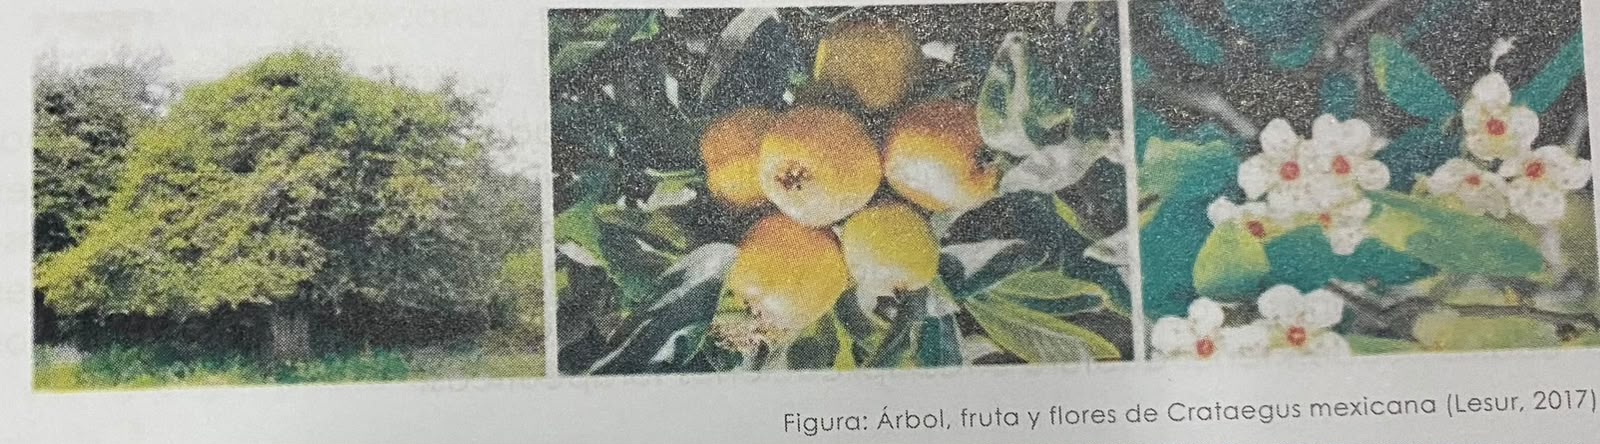 Figura: Árbol, fruta y flores de Crataegus mexicana (Lesur, 2017)